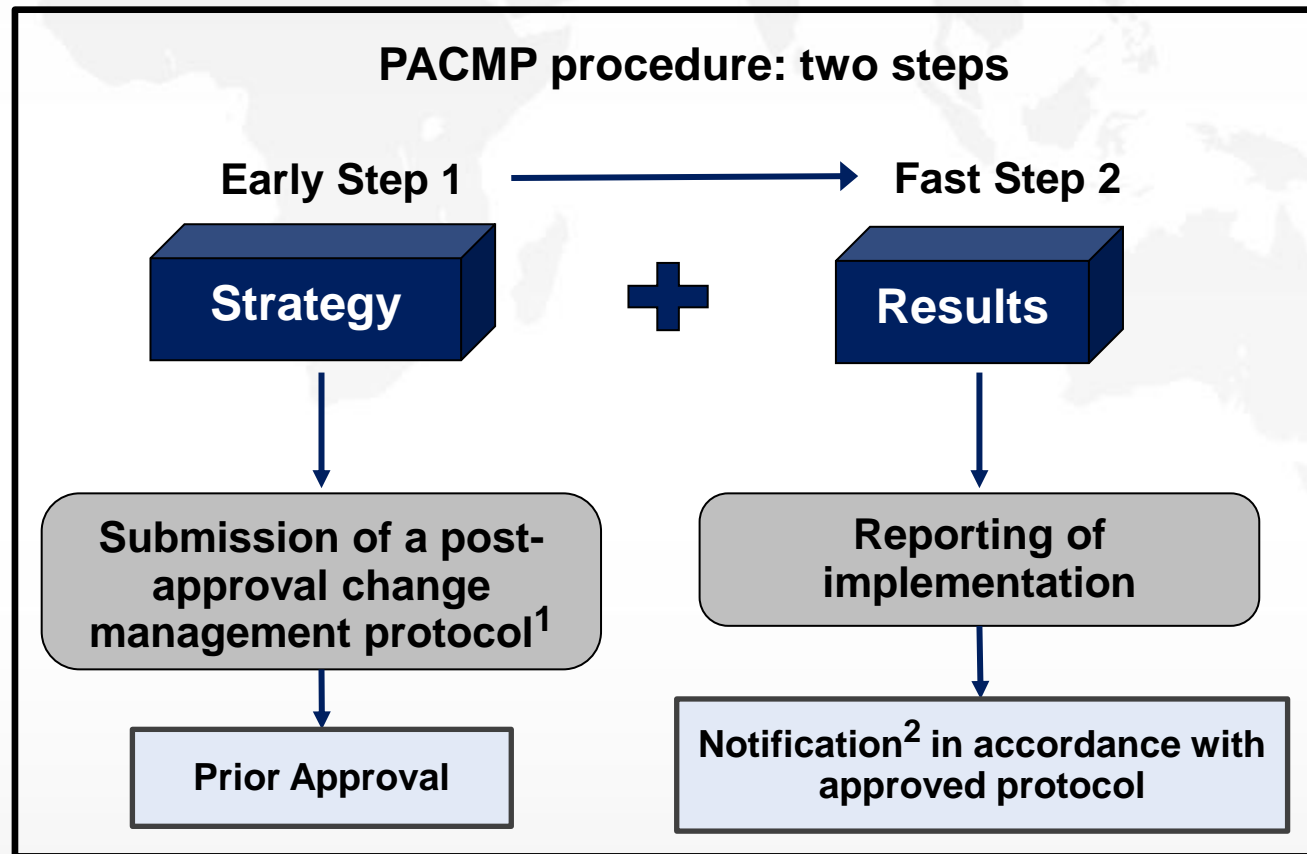 PACMP procedure: two steps
Early Step 1
Fast Step 2
Strategy
Results
Submission of a post-
approval change
management protocol1
Reporting of
implementation
Prior Approval
Notification2 in accordance with
approved protocol